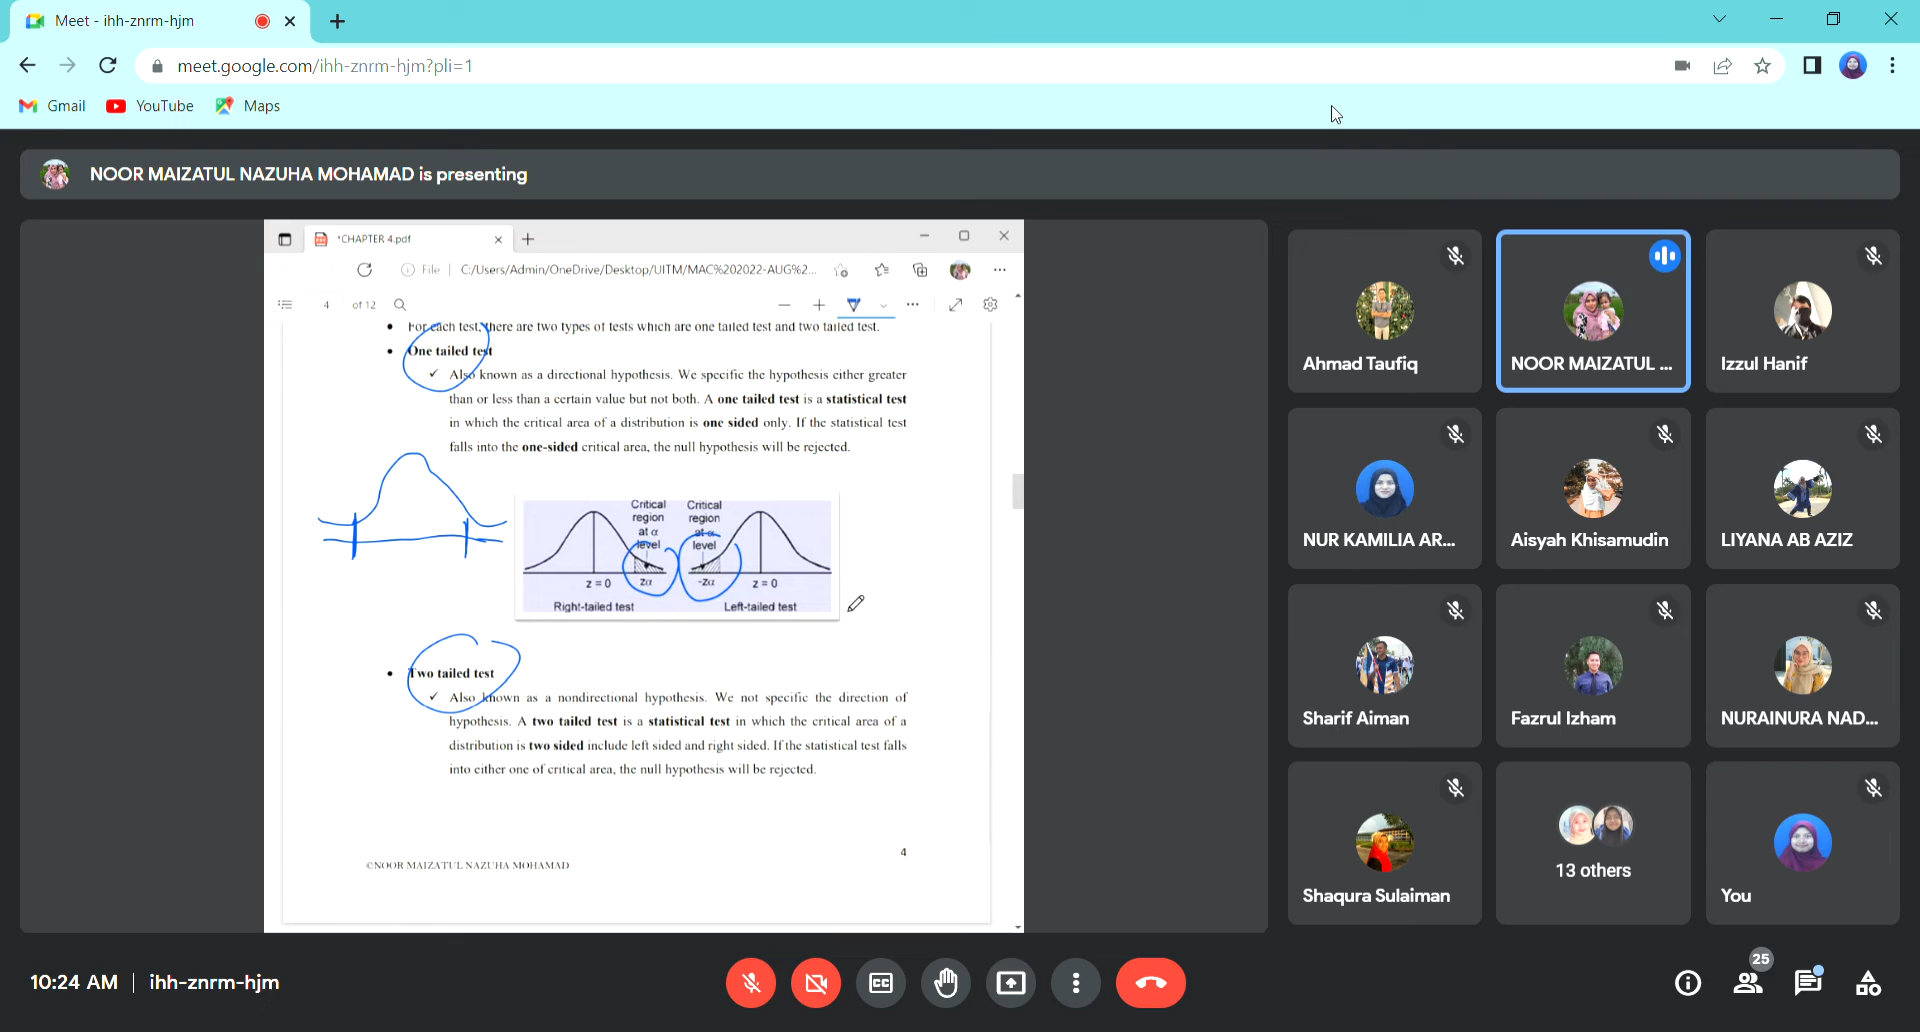 Meet - ihh-znrm-hjm
meet.google.com/ihh-znrm-hjm?pli=1
Gmail YouTube Maps
NOOR MAIZATUL NAZUHA MOHAMAD is presenting
*CHAPTER 4.pdf
File C:/Users/Admin/OneDrive/Desktop/UITM/MAC%202022-AUG%2...
4 of 12
• For each test, there are two types of tests which are one tailed test and two tailed test.
• One tailed test
✓ Also known as a directional hypothesis. We specific the hypothesis either greater
than or less than a certain value but not both. A one tailed test is a statistical test
in which the critical area of a distribution is one sided only. If the statistical test
falls into the one-sided critical area, the null hypothesis will be rejected.
Critical region at α level
Critical region at α level
z = 0 zα -zα z = 0
Right-tailed test Left-tailed test
• Two tailed test
✓ Also known as a nondirectional hypothesis. We not specific the direction of
hypothesis. A two tailed test is a statistical test in which the critical area of a
distribution is two sided include left sided and right sided. If the statistical test falls
into either one of critical area, the null hypothesis will be rejected.
4
©NOOR MAIZATUL NAZUHA MOHAMAD
Ahmad Taufiq
NOOR MAIZATUL ...
Izzul Hanif
NUR KAMILIA AR...
Aisyah Khisamudin
LIYANA AB AZIZ
Sharif Aiman
Fazrul Izham
NURAINURA NAD...
Shaqura Sulaiman
13 others
You
10:24 AM | ihh-znrm-hjm
CC
25